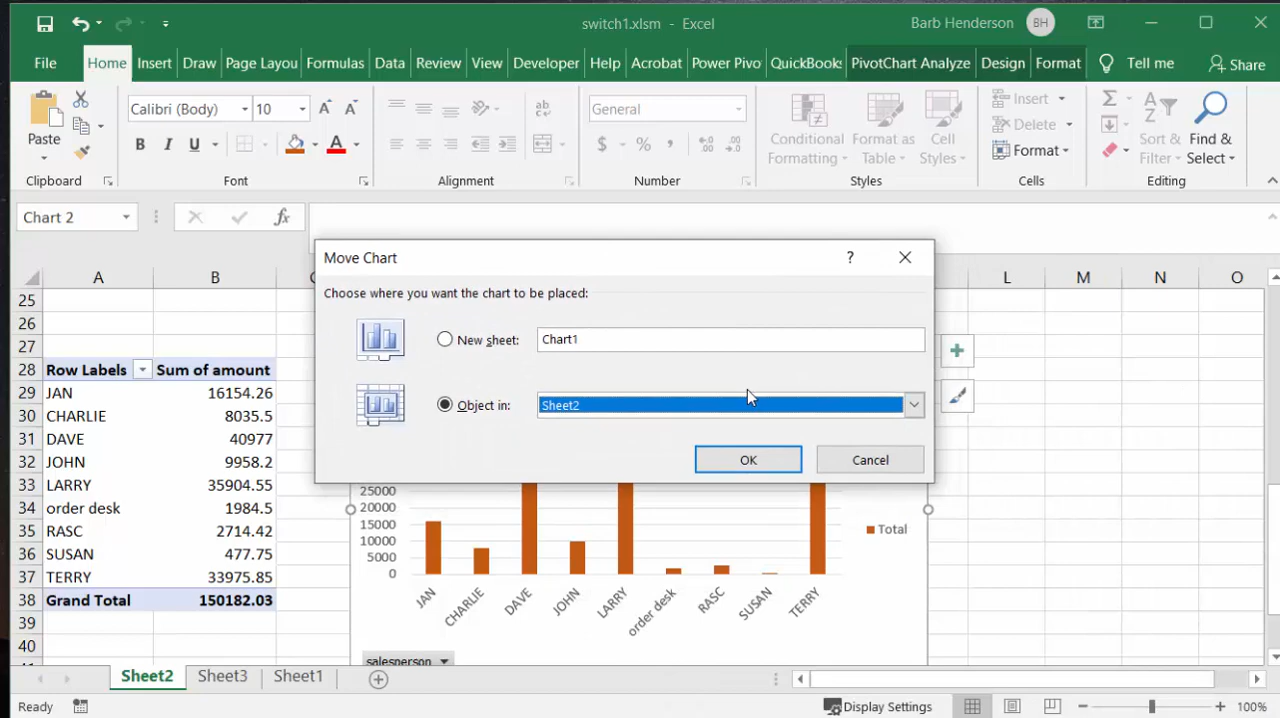 switch1.xlsm - Excel
Barb Henderson BH
File Home Insert Draw Page Layou Formulas Data Review View Developer Help Acrobat Power Pivo QuickBooks PivotChart Analyze Design Format Tell me Share
Paste
Calibri (Body) 10
B I U A
ab
General
$ % ,
Conditional Formatting
Format as Table
Cell Styles
Insert
Delete
Format
Sort & Filter
Find & Select
Clipboard Font Alignment Number Styles Cells Editing
Chart 2 fx
Move Chart ?
Choose where you want the chart to be placed:
New sheet: Chart1
Object in: Sheet2
OK Cancel
A B C L M N O
25
26
27
28 Row Labels Sum of amount
29 JAN 16154.26
30 CHARLIE 8035.5
31 DAVE 40977
32 JOHN 9958.2
33 LARRY 35904.55
34 order desk 1984.5
35 RASC 2714.42
36 SUSAN 477.75
37 TERRY 33975.85
38 Grand Total 150182.03
39
40
25000
20000
15000
10000
5000
0
JAN CHARLIE DAVE JOHN LARRY order desk RASC SUSAN TERRY
Total
salesperson
Sheet2 Sheet3 Sheet1
Ready Display Settings 100%